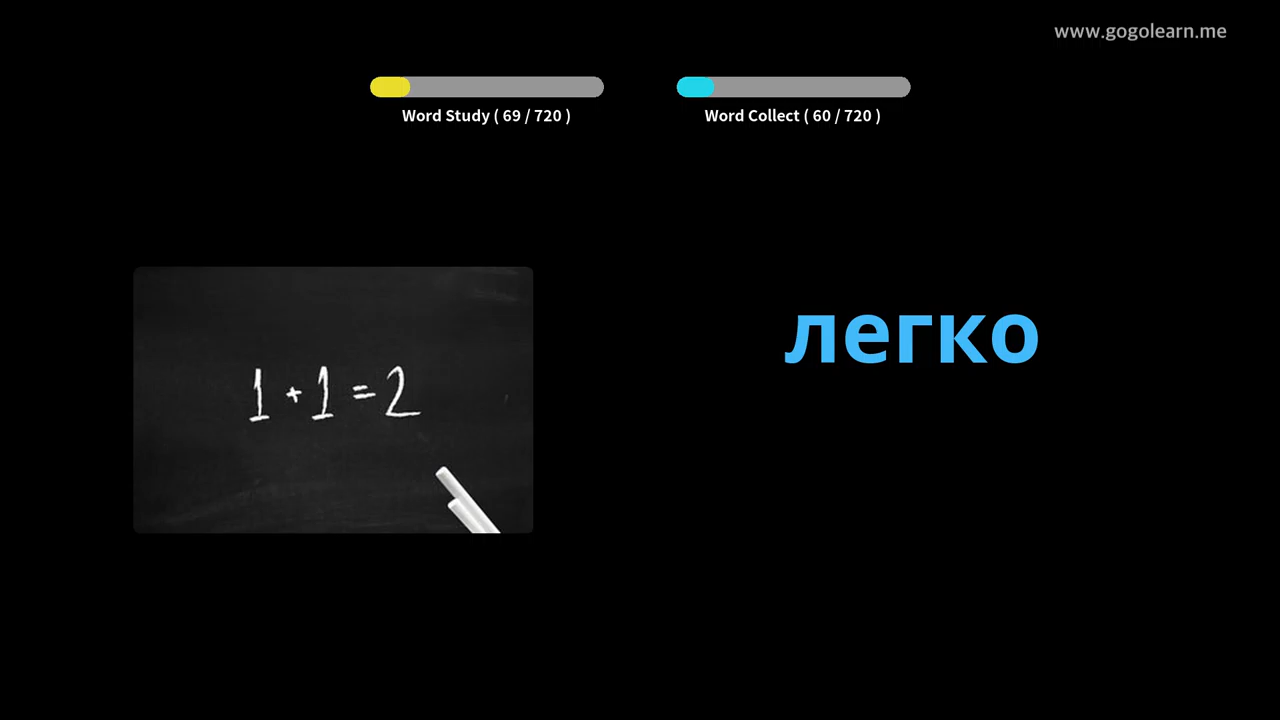 www.gogolearn.me
Word Study ( 69 / 720 )
Word Collect ( 60 / 720 )
легко
1 + 1 = 2